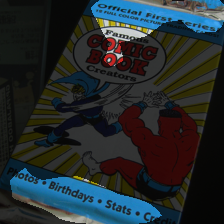 Official First Series
Famous
COMIC
BOOK
Creators
Photos • Birthdays • Stats •